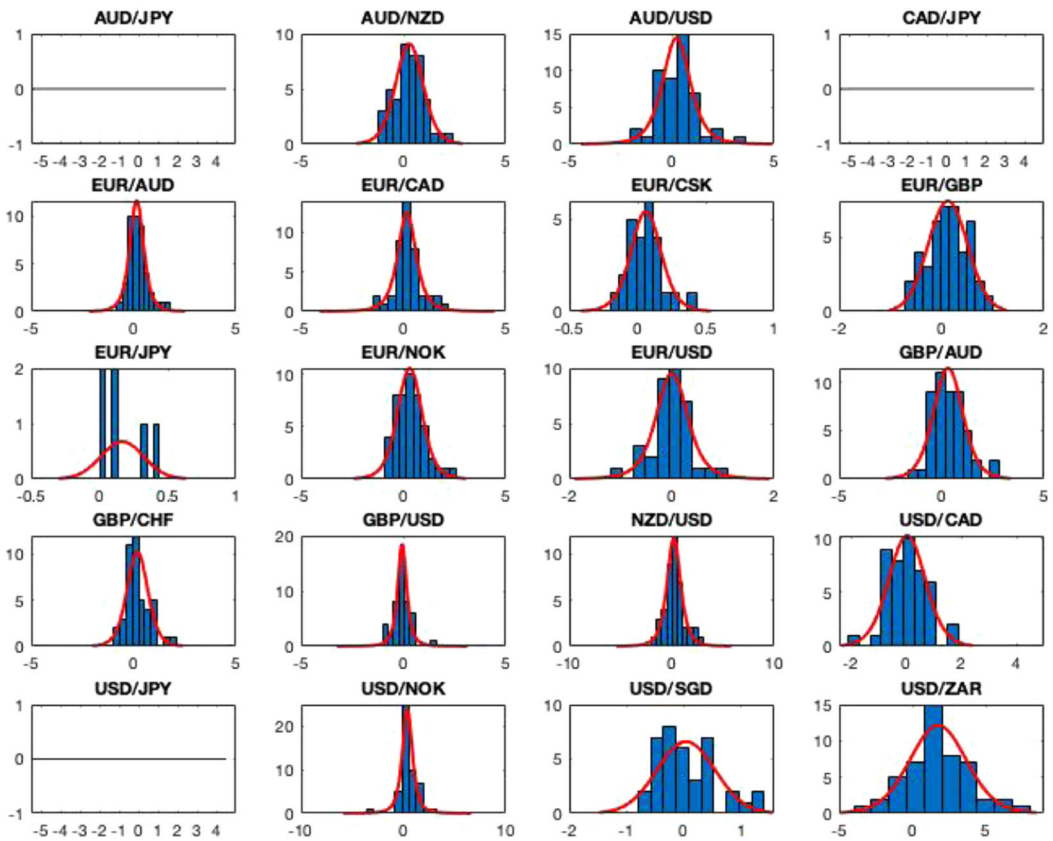 AUD/JPY AUD/NZD AUD/USD CAD/JPY
1 10 15 1
10
0 5 0
5
-1 0 0 -1
-5 -4 -3 -2 -1 0 1 2 3 4 -5 0 5 -5 0 5 -5 -4 -3 -2 -1 0 1 2 3 4
EUR/AUD EUR/CAD EUR/CSK EUR/GBP
10 10 5 5
5 5
0 0 0 0
-5 0 5 -5 0 5 -0.5 0 0.5 1 -2 0 2
EUR/JPY EUR/NOK EUR/USD GBP/AUD
2 10 10 10
1 5 5 5
0 0 0 0
-0.5 0 0.5 1 -5 0 5 -2 0 2 -5 0 5
GBP/CHF GBP/USD NZD/USD USD/CAD
20
10 10 10
5 10 5 5
0 0 0 0
-5 0 5 -5 0 5 -10 0 10 -2 0 2 4
USD/JPY USD/NOK USD/SGD USD/ZAR
1 10 15
20
10
0 10 5
5
-1 0 0 0
-5 -4 -3 -2 -1 0 1 2 3 4 -10 0 10 -2 -1 0 1 -5 0 5